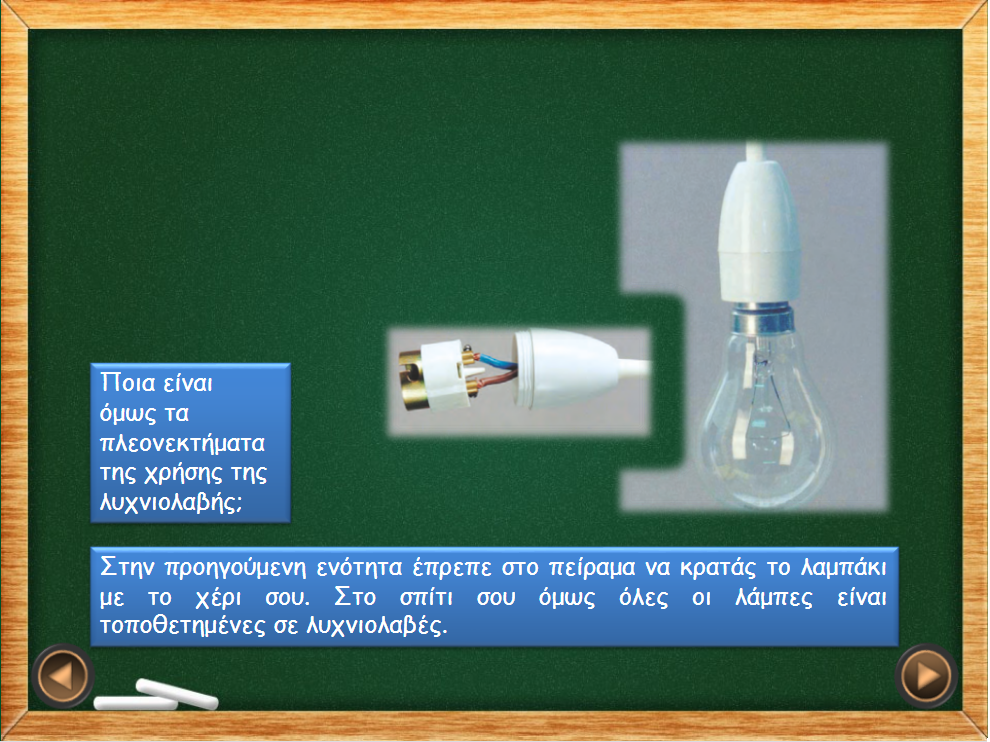 Ποια είναι
όμως τα
πλεονεκτήματα
της χρήσης της
λυχνιολαβής;
Στην προηγούμενη ενότητα έπρεπε στο πείραμα να κρατάς το λαμπάκι
με το χέρι σου. Στο σπίτι σου όμως όλες οι λάμπες είναι
τοποθετημένες σε λυχνιολαβές.